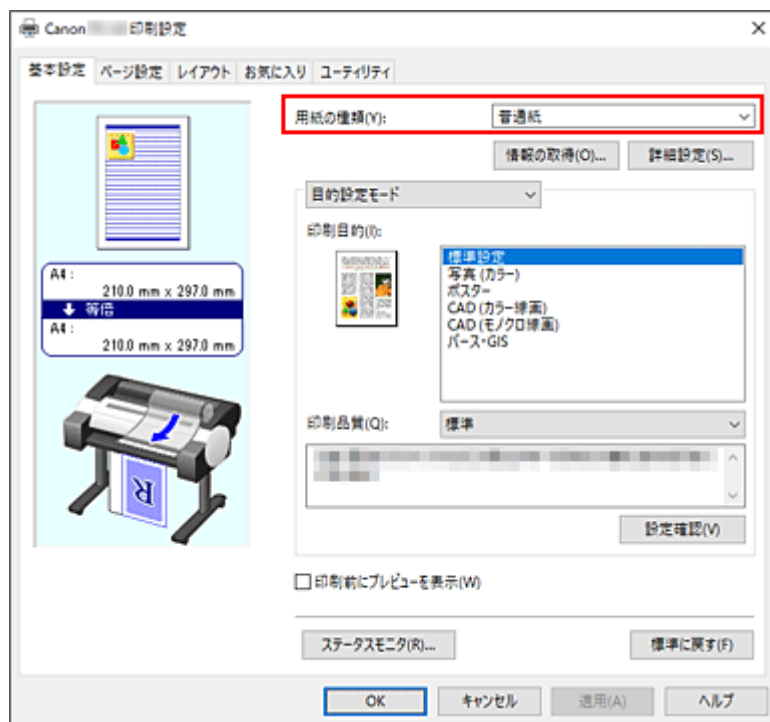 Canon 印刷設定
基本設定 ページ設定 レイアウト お気に入り ユーティリティ
用紙の種類(Y): 普通紙
情報の取得(O)... 詳細設定(S)...
目的設定モード
印刷目的(I):
標準設定
写真 (カラー)
ポスター
CAD (カラー線画)
CAD (モノクロ線画)
パース・GIS
A4 :
210.0 mm x 297.0 mm
等倍
A4 :
210.0 mm x 297.0 mm
R
印刷品質(Q): 標準
設定確認(V)
印刷前にプレビューを表示(W)
ステータスモニタ(R)... 標準に戻す(F)
OK キャンセル 適用(A) ヘルプ